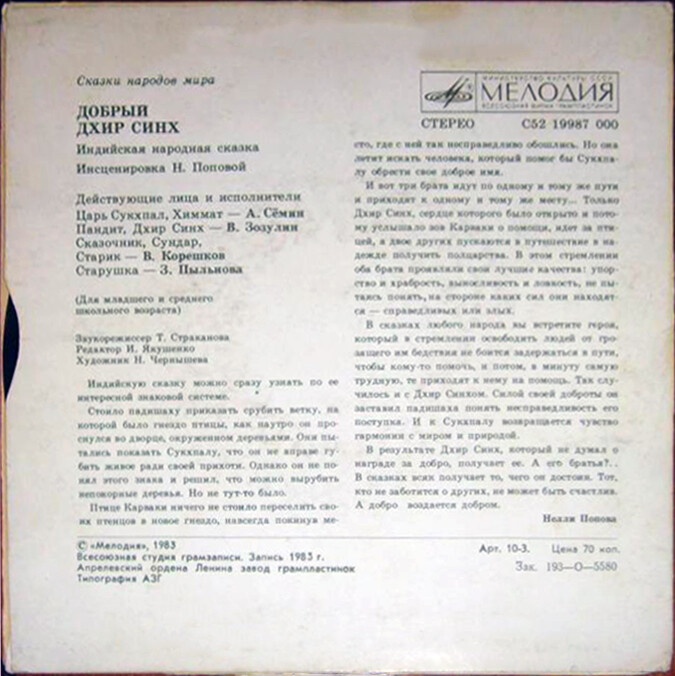 Сказки народов мира
ДОБРЫЙ
ДХИР СИНХ
Индийская народная сказка
Инсценировка Н. Поповой
Действующие лица и исполнители
Царь Сукхпал, Химмат — А. Сёмин
Пандит, Дхир Синх — В. Зозулин
Сказочник, Сундар,
Старик — В. Корешков
Старушка — З. Пыльнова
(Для младшего и среднего
школьного возраста)
Звукорежиссер Т. Страканова
Редактор И. Якушенко
Художник Н. Чернышева
Индийскую сказку можно сразу узнать по ее
интересной знаковой системе.
Стоило падишаху приказать срубить ветку, на
которой было гнездо птицы, как наутро он про-
снулся во дворце, окруженном деревьями. Они пы-
тались показать Сукхпалу, что он не вправе гу-
бить живое ради своей прихоти. Однако он не по-
нял этого знака и решил, что можно вырубить
непокорные деревья. Но не тут-то было.
Птице Карваки ничего не стоило переселить сво-
их птенцов в новое гнездо, навсегда покинув ме-
МИНИСТЕРСТВО КУЛЬТУРЫ СССР
МЕЛОДИЯ
ВСЕСОЮЗНАЯ ФИРМА ГРАМПЛАСТИНОК
СТЕРЕО С52 19987 000
сто, где с ней так несправедливо обошлись. Но она
летит искать человека, который помог бы Сукхпа-
лу обрести свое доброе имя.
И вот три брата идут по одному и тому же пути
и приходят к одному и тому же месту... Только
Дхир Синх, сердце которого было открыто и пото-
му услышало зов Карваки о помощи, идет за пти-
цей, а двое других пускаются в путешествие в на-
дежде получить полцарства. В этом стремлении
оба брата проявляли свои лучшие качества: упор-
ство и храбрость, выносливость и ловкость, не пы-
таясь понять, на стороне каких сил они находят-
ся — справедливых или злых.
В сказках любого народа вы встретите героя,
который в стремлении освободить людей от гро-
зящего им бедствия не боится задержаться в пути,
чтобы кому-то помочь, и потом, в минуту самую
трудную, те приходят к нему на помощь. Так слу-
чилось и с Дхир Синхом. Силой своей доброты он
заставил падишаха понять несправедливость его
поступка. И к Сукхпалу возвращается чувство
гармонии с миром и природой.
В результате Дхир Синх, который не думал о
награде за добро, получает ее. А его братья?..
В сказках всяк получает то, чего он достоин. Тот,
кто не заботится о других, не может быть счастлив.
А добро воздается добром.
Нелли Попова
© «Мелодия», 1983
Всесоюзная студия грамзаписи. Запись 1983 г.
Апрелевский ордена Ленина завод грампластинок
Типография АЗГ
Арт. 10-3. Цена 70 коп.
Зак. 193—О—5580